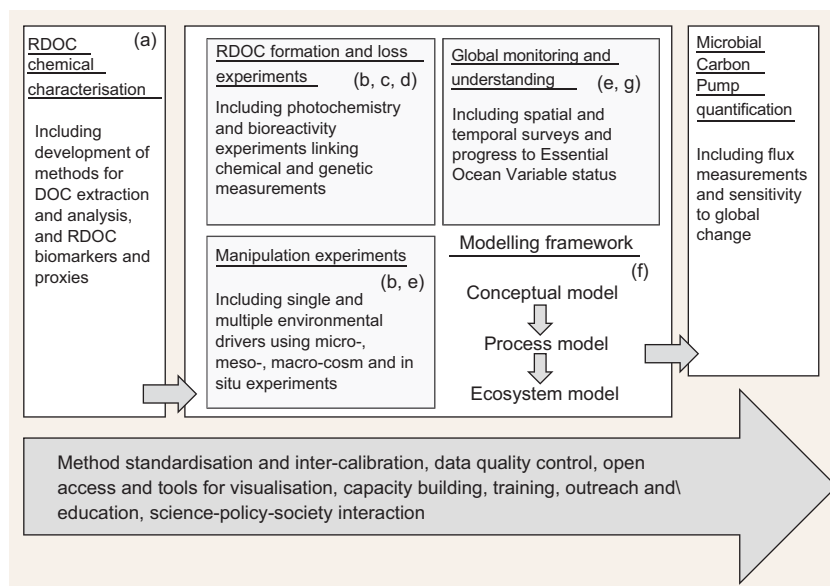 RDOC
chemical
characterisation
(a)
Including
development of
methods for
DOC extraction
and analysis,
and RDOC
biomarkers and
proxies
RDOC formation and loss
experiments
(b, c, d)
Including photochemistry
and bioreactivity
experiments linking
chemical and genetic
measurements
Global monitoring and
understanding
(e, g)
Including spatial and
temporal surveys and
progress to Essential
Ocean Variable status
Manipulation experiments
(b, e)
Including single and
multiple environmental
drivers using micro-,
meso-, macro-cosm and in
situ experiments
Modelling framework
(f)
Conceptual model
Process model
Ecosystem model
Microbial
Carbon
Pump
quantification
Including flux
measurements
and sensitivity
to global
change
Method standardisation and inter-calibration, data quality control, open
access and tools for visualisation, capacity building, training, outreach and\
education, science-policy-society interaction